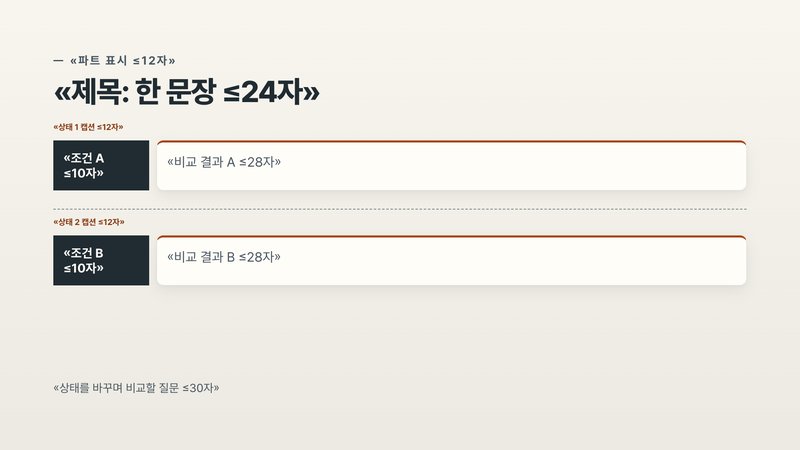 — «파트 표시 ≤12자»
«제목: 한 문장 ≤24자»
«상태 1 캡션 ≤12자»
«조건 A
≤10자»
«비교 결과 A ≤28자»
«상태 2 캡션 ≤12자»
«조건 B
≤10자»
«비교 결과 B ≤28자»
«상태를 바꾸며 비교할 질문 ≤30자»